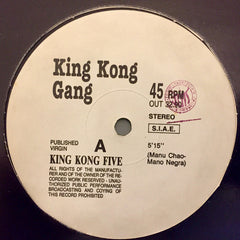 King Kong
Gang
45 RPM
OUT 3290
STEREO
S.I.A.E.
PUBLISHED
VIRGIN
A
5'15"
KING KONG FIVE
(Manu Chao-
Mano Negra)
ALL RIGHTS OF THE MANUFACTU-
RER AND OF THE OWNER OF THE RE-
CORDED WORK RESERVED - UNAU-
THORIZED PUBLIC PERFORMANCE
BROADCASTING AND COYING OF
THIS RECORD PROHIBITED